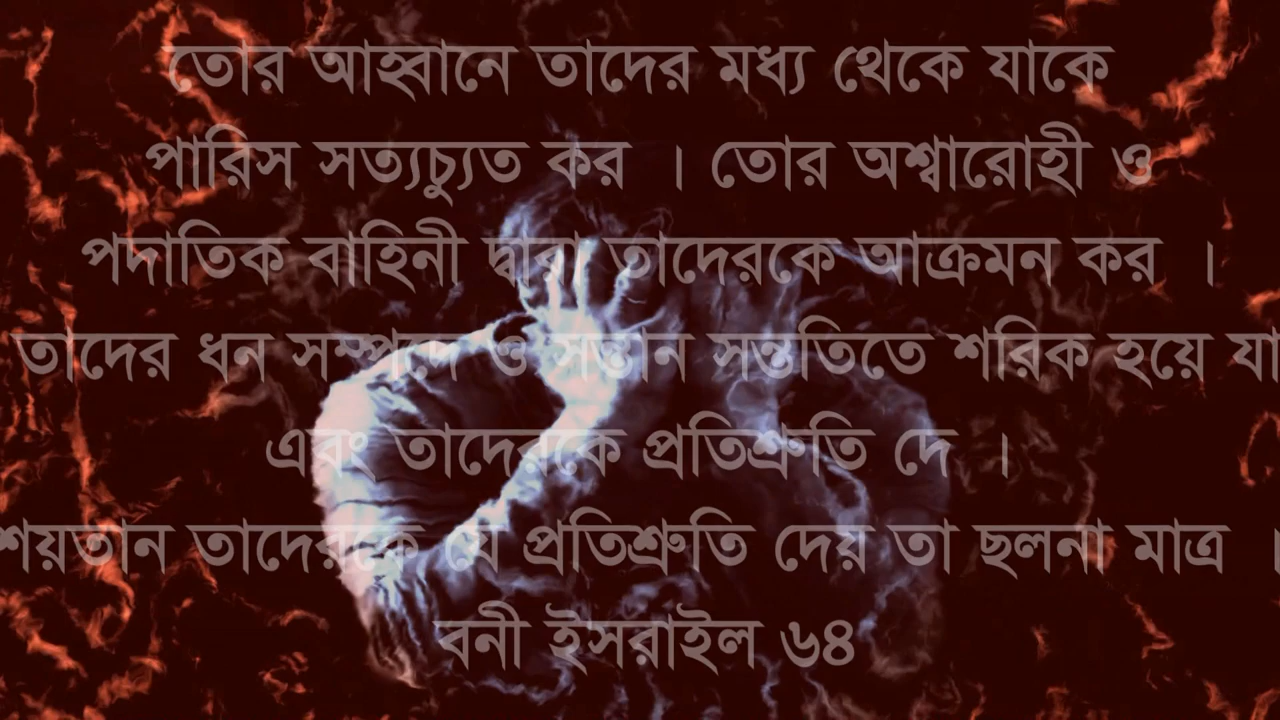 তোর আহ্বানে তাদের মধ্য থেকে যাকে
পারিস সত্যচ্যুত কর । তোর অশ্বারোহী ও
পদাতিক বাহিনী দ্বারা তাদেরকে আক্রমন কর ।
তাদের ধন সম্পদে ও সন্তান সন্ততিতে শরিক হয়ে যা
এবং তাদেরকে প্রতিশ্রুতি দে ।
শয়তান তাদেরকে যে প্রতিশ্রুতি দেয় তা ছলনা মাত্র ।
বনী ইসরাইল ৬৪